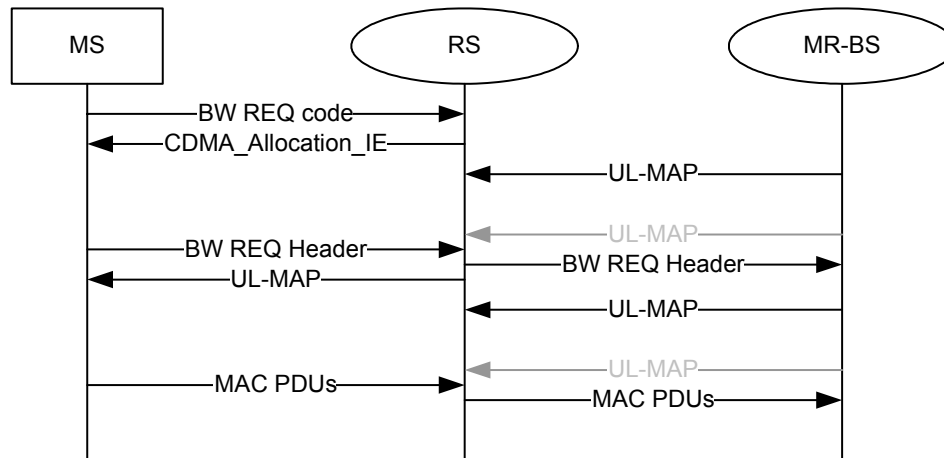 MS
RS
MR-BS
BW REQ code
CDMA_Allocation_IE
UL-MAP
UL-MAP
BW REQ Header
BW REQ Header
UL-MAP
UL-MAP
UL-MAP
MAC PDUs
MAC PDUs